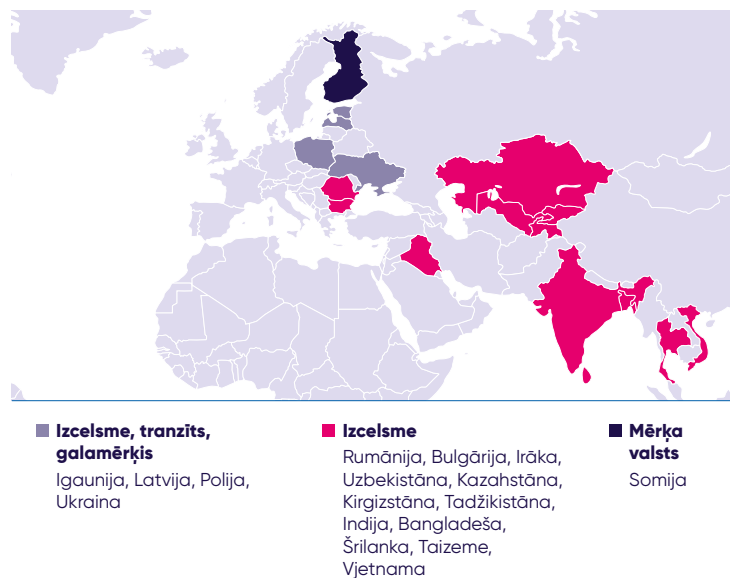 Izcelsme, tranzīts,
galamērķis
Igaunija, Latvija, Polija,
Ukraina
Izcelsme
Rumānija, Bulgārija, Irāka,
Uzbekistāna, Kazahstāna,
Kirgizstāna, Tadžikistāna,
Indija, Bangladeša,
Šrilanka, Taizeme,
Vjetnama
Mērķa
valsts
Somija